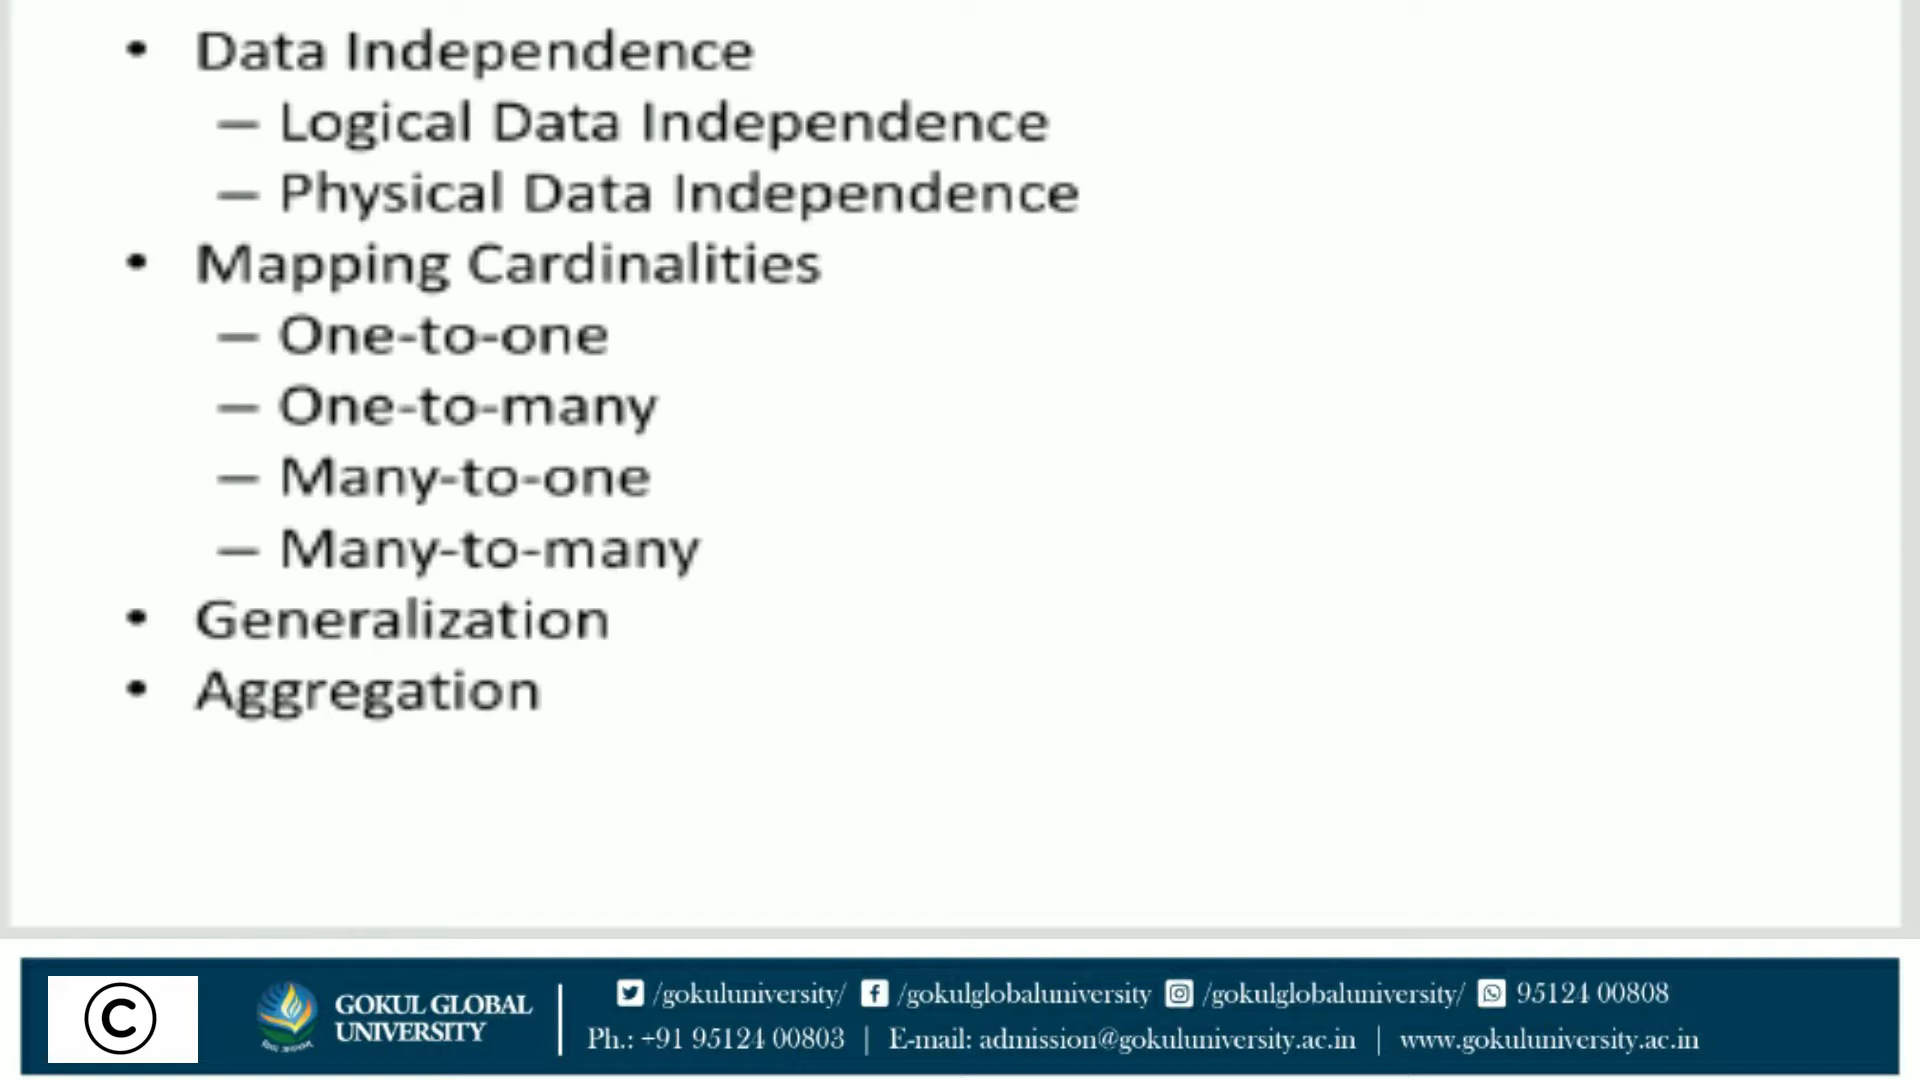 • Data Independence
— Logical Data Independence
— Physical Data Independence
• Mapping Cardinalities
— One-to-one
— One-to-many
— Many-to-one
— Many-to-many
• Generalization
• Aggregation
©
GOKUL GLOBAL
UNIVERSITY
/gokuluniversity/ /gokulglobaluniversity /gokulglobaluniversity/ 95124 00808
Ph.: +91 95124 00803 | E-mail: admission@gokuluniversity.ac.in | www.gokuluniversity.ac.in